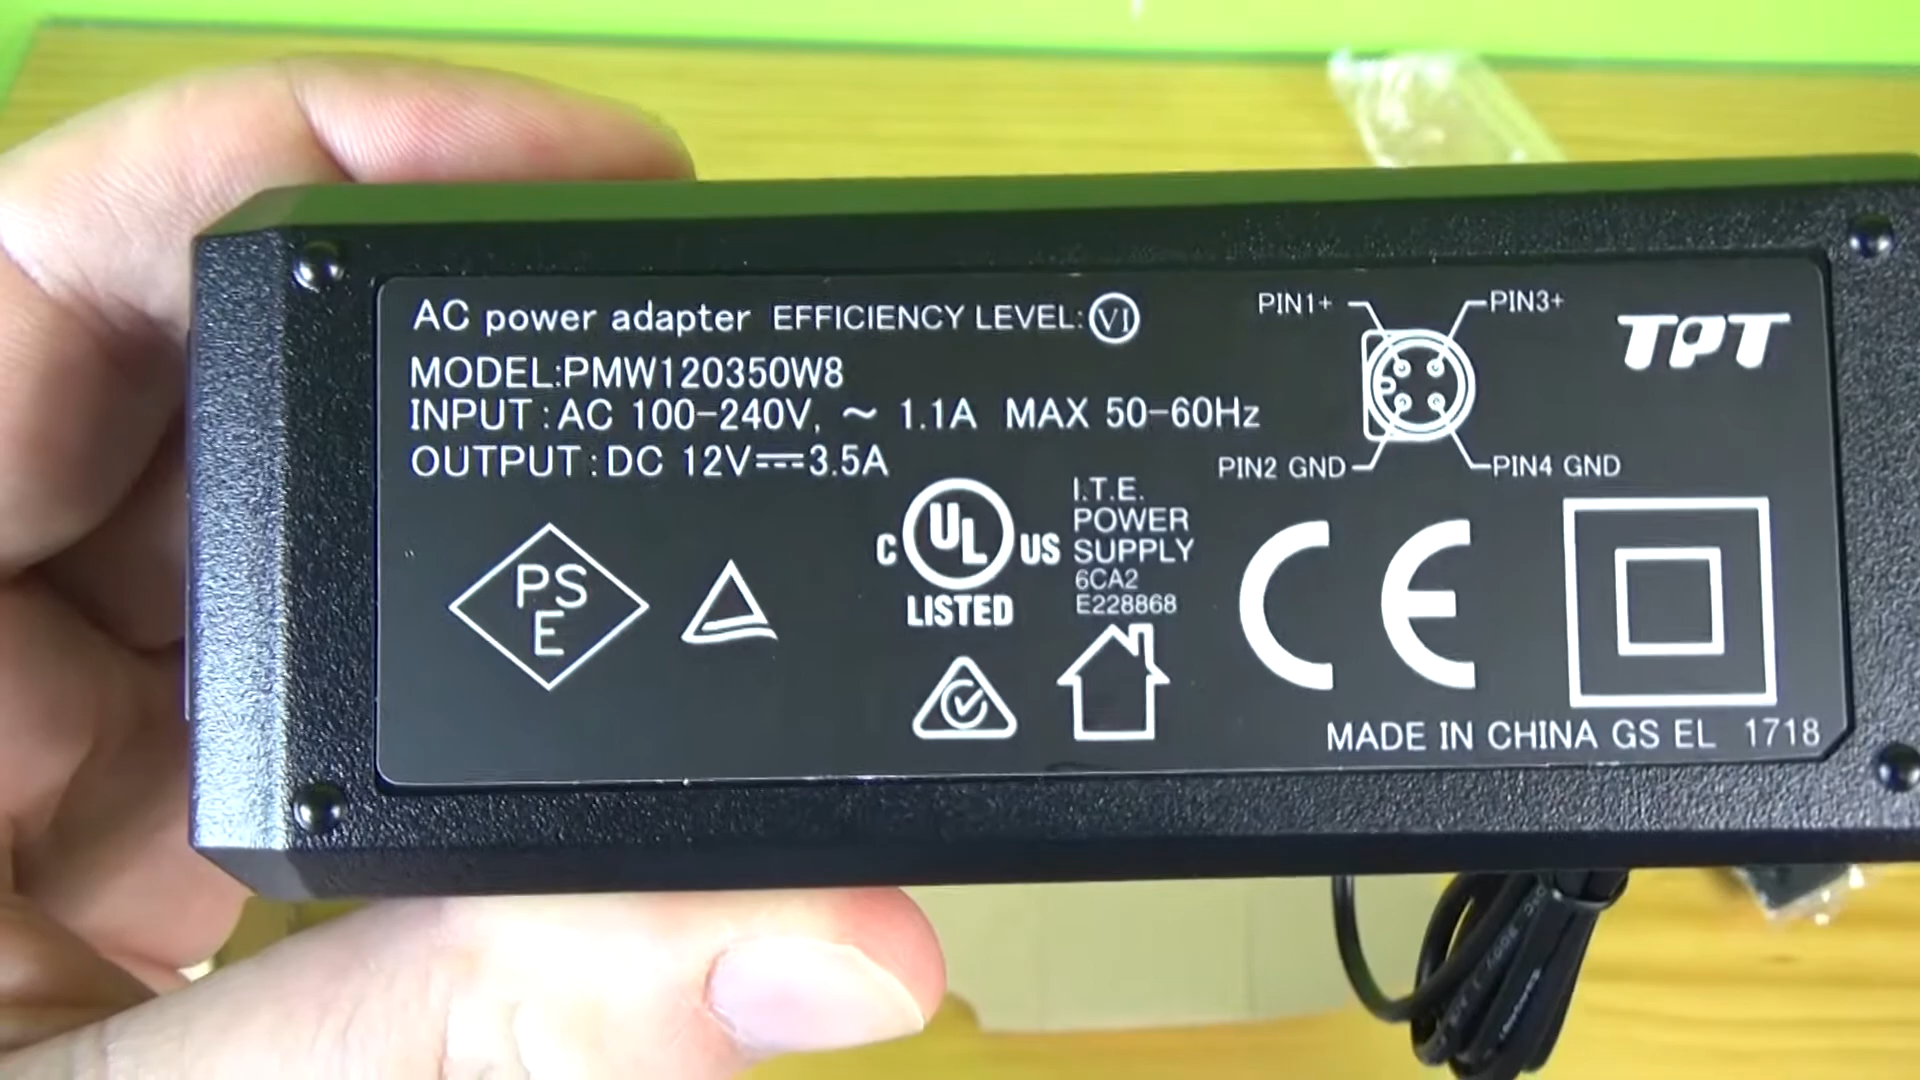 AC power adapter EFFICIENCY LEVEL: VI
MODEL:PMW120350W8
INPUT : AC 100-240V, ~ 1.1A MAX 50-60Hz
OUTPUT : DC 12V⎓3.5A
PIN1+
PIN3+
PIN2 GND
PIN4 GND
TPT
PS
E
C UL US
LISTED
I.T.E.
POWER
SUPPLY
6CA2
E228868
CE
MADE IN CHINA GS EL 1718